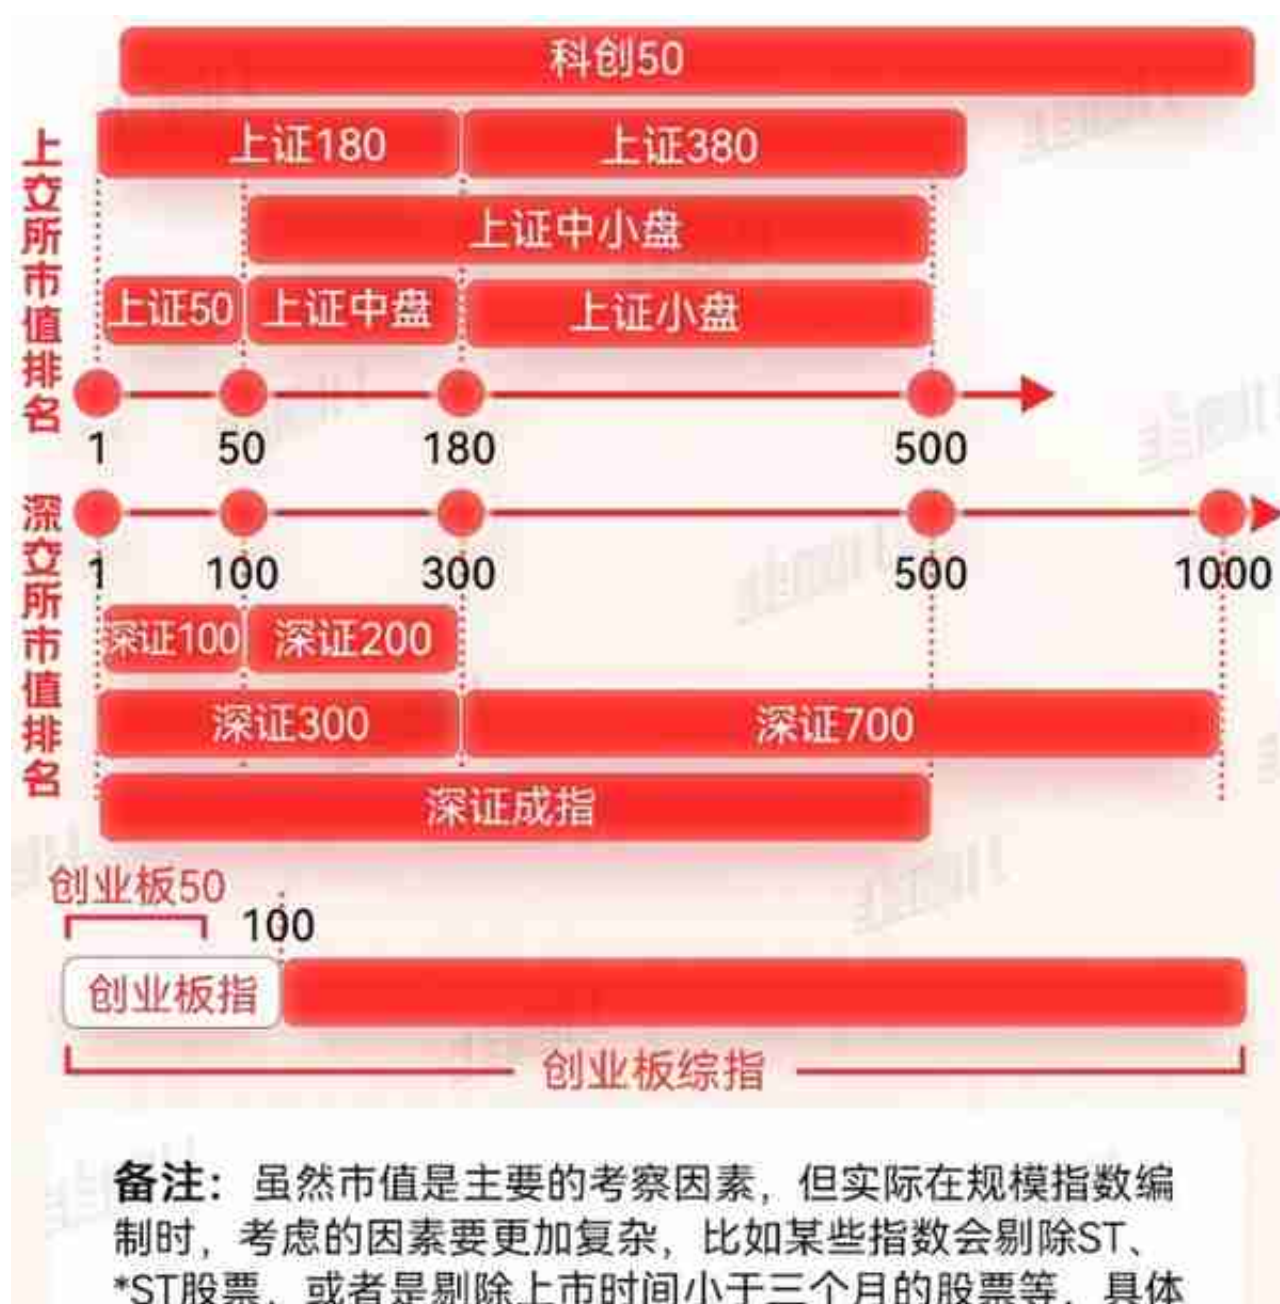 科创50
上证180
上证380
上证中小盘
上证50
上证中盘
上证小盘
上交所市值排名
1
50
180
500
深交所市值排名
1
100
300
500
1000
深证100
深证200
深证300
深证700
深证成指
创业板50
100
创业板指
创业板综指
备注：虽然市值是主要的考察因素，但实际在规模指数编
制时，考虑的因素要更加复杂，比如某些指数会剔除ST、
*ST股票，或者是剔除上市时间小于三个月的股票等，具体